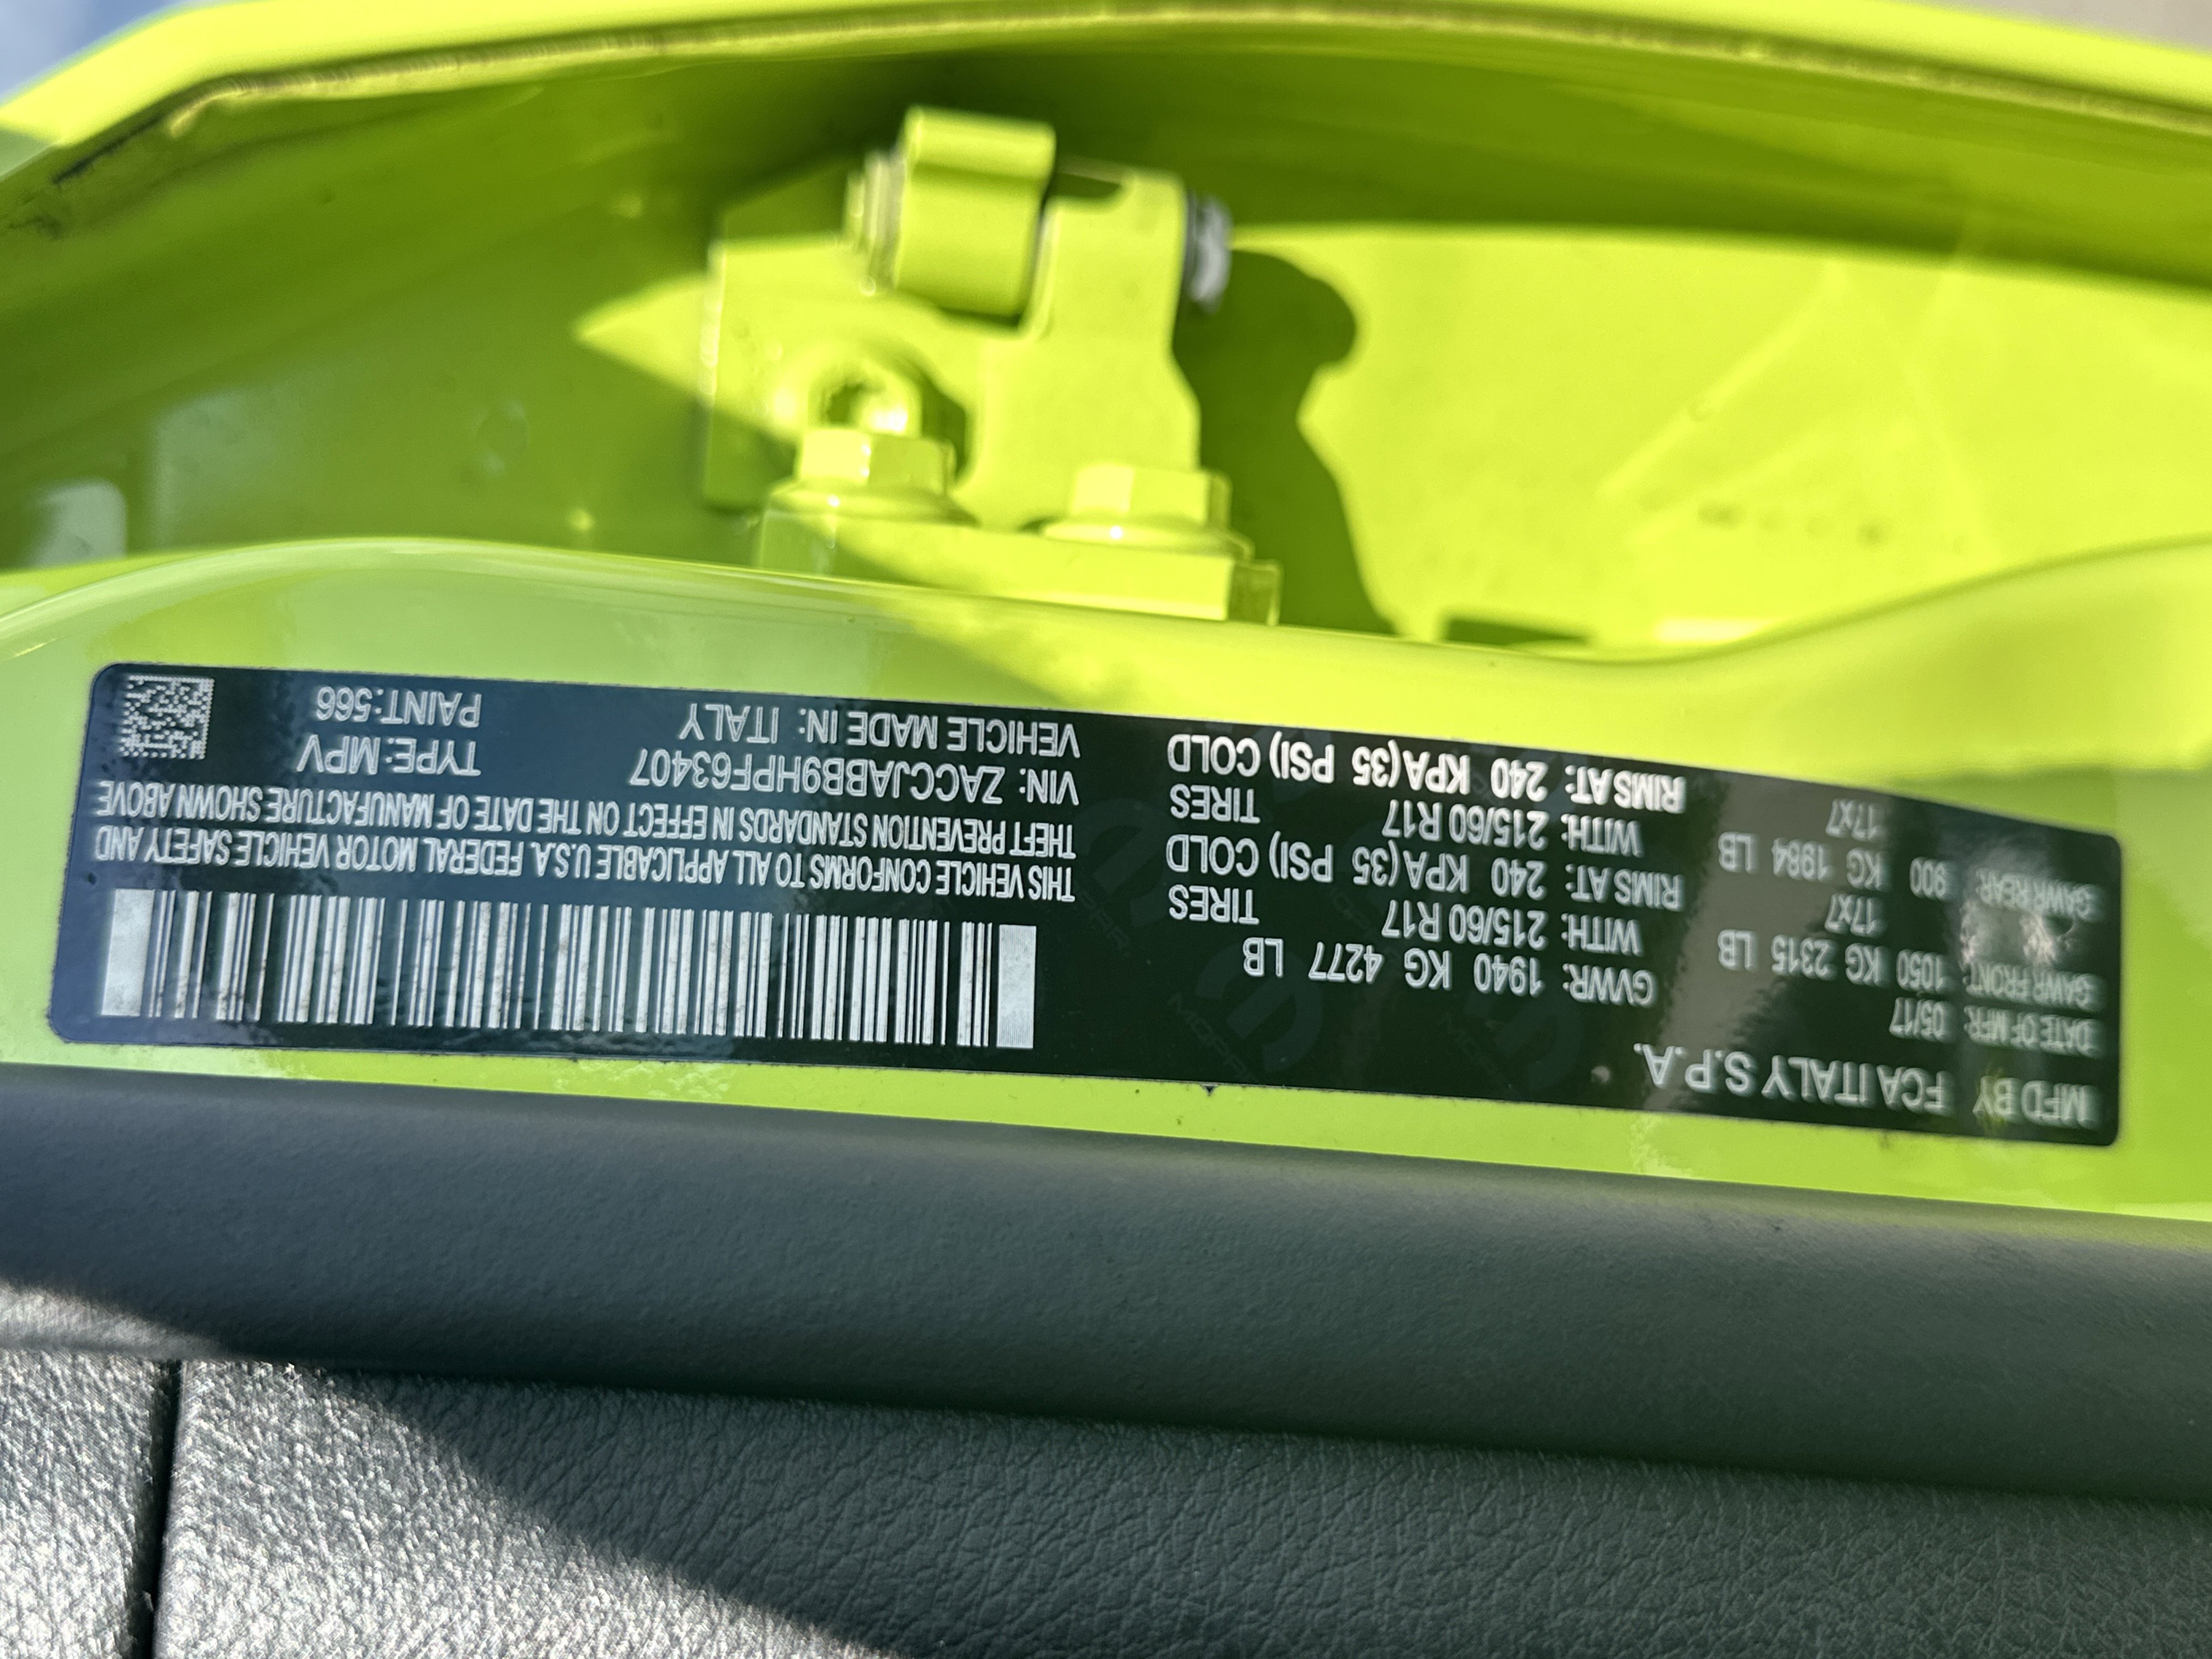 MFD BY FCA ITALY S.P.A.
DATE OF MFR: 05/17 GVWR: 1940 KG 4277 LB
GAWR FRONT: 1050 KG 2315 LB WITH: 215/60 R17 TIRES
17x7 RIMS AT: 240 KPA(35 PSI) COLD
GAWR REAR: 900 KG 1984 LB WITH: 215/60 R17 TIRES
17x7 RIMS AT: 240 KPA(35 PSI) COLD
THIS VEHICLE CONFORMS TO ALL APPLICABLE U.S.A. FEDERAL MOTOR VEHICLE SAFETY AND
THEFT PREVENTION STANDARDS IN EFFECT ON THE DATE OF MANUFACTURE SHOWN ABOVE
VIN: ZACCJABB9HPF63407 TYPE: MPV
VEHICLE MADE IN: ITALY PAINT:566